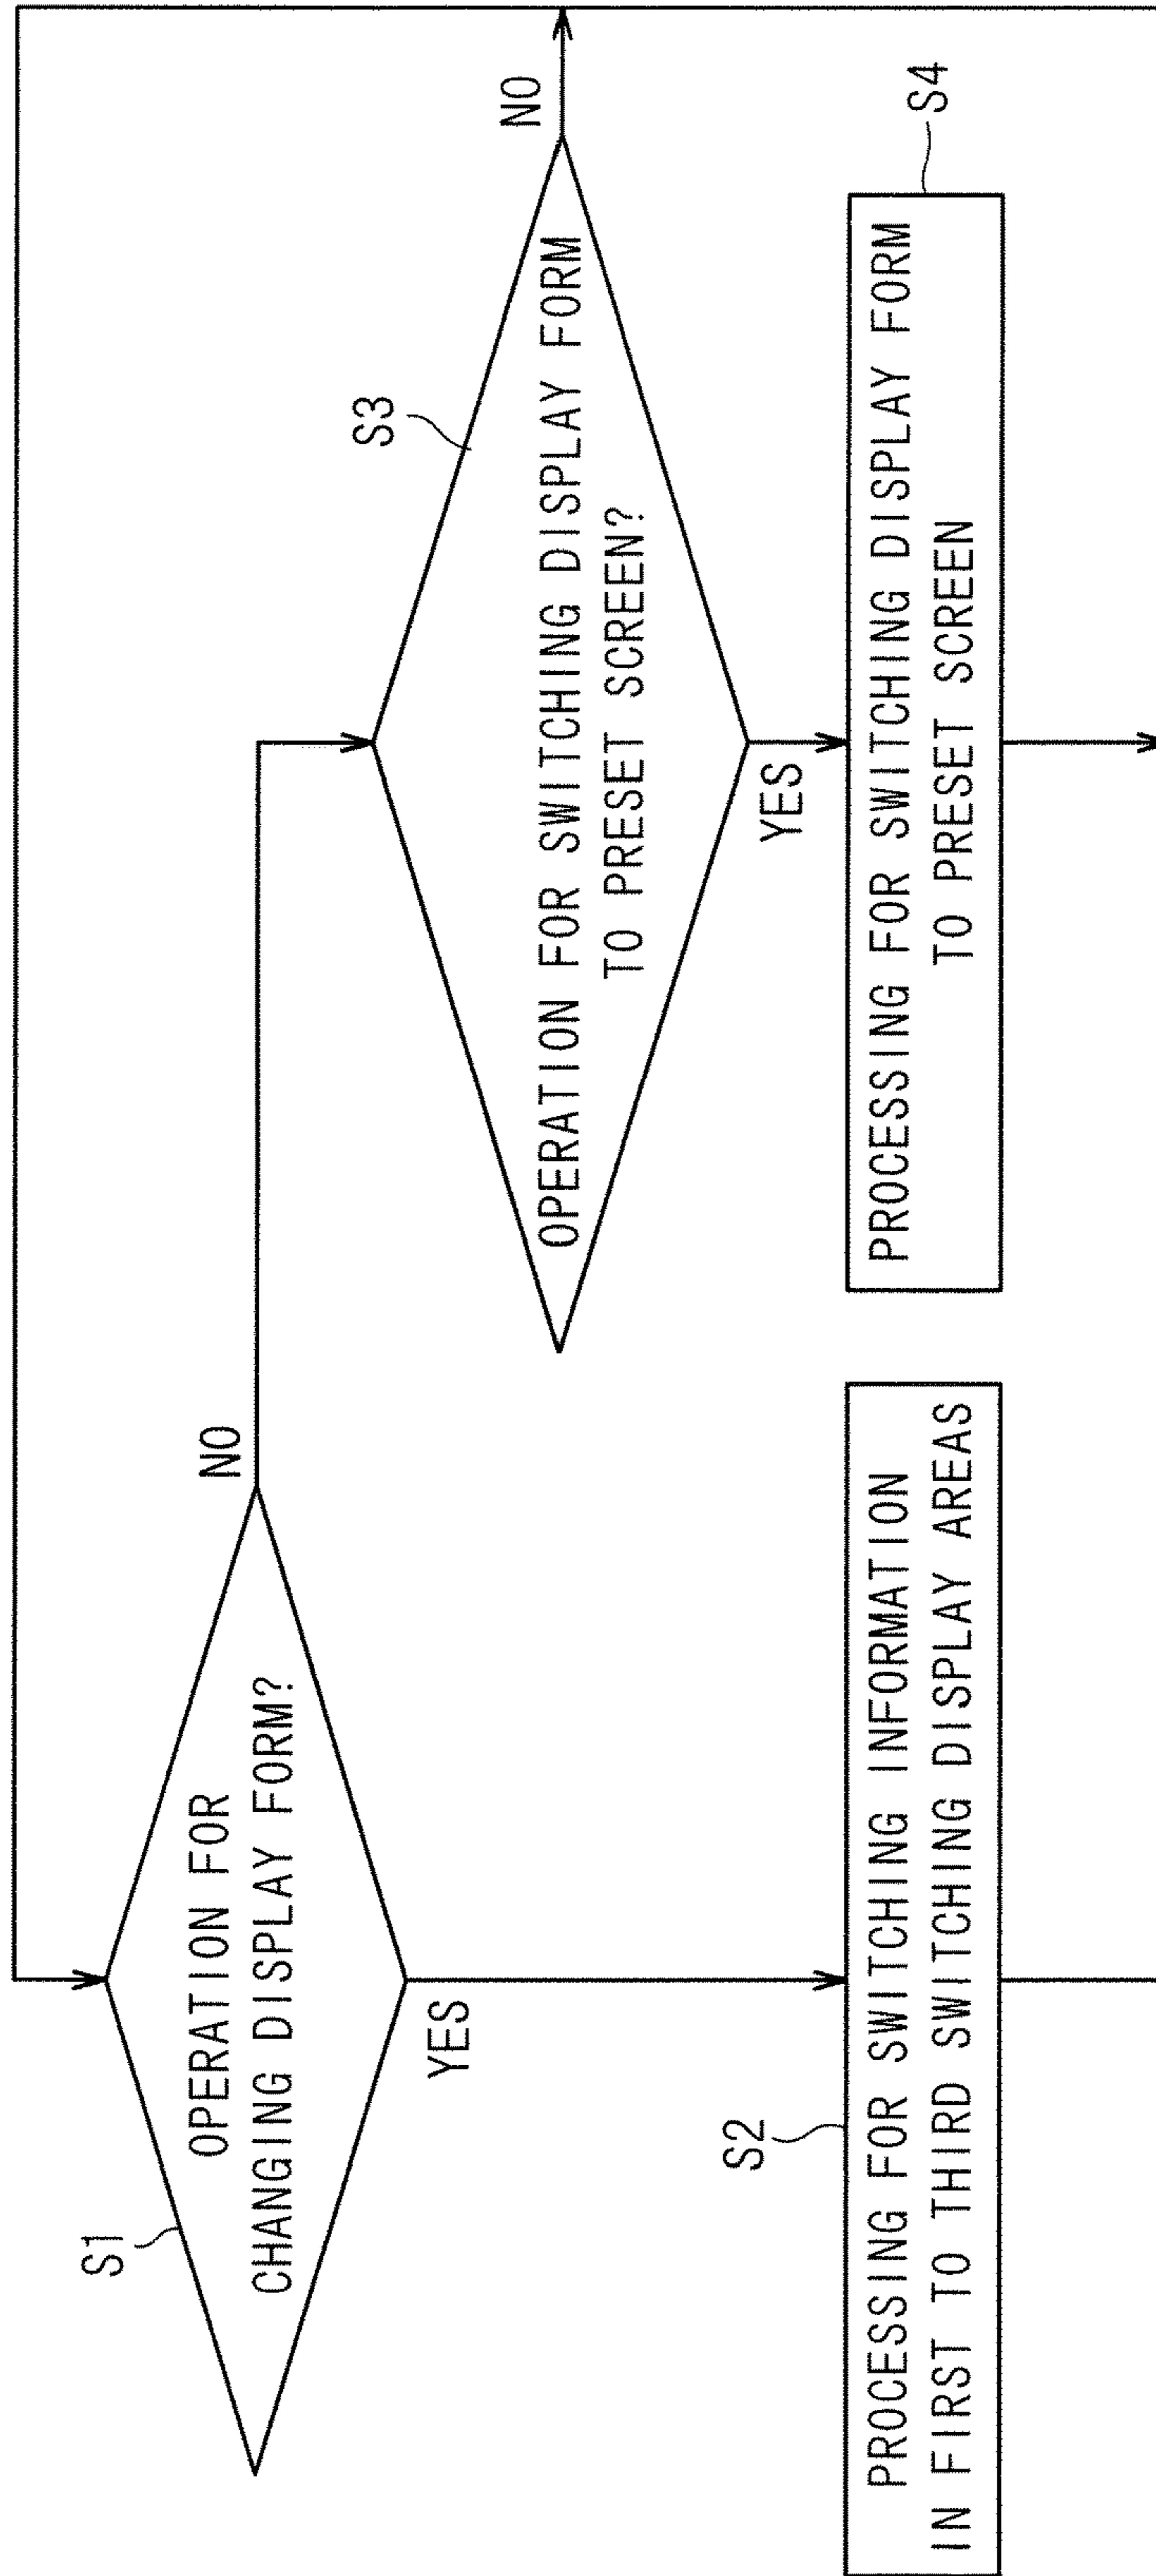 S1
OPERATION FOR
CHANGING DISPLAY FORM?
NO
YES
S3
OPERATION FOR SWITCHING DISPLAY FORM
TO PRESET SCREEN?
NO
YES
S2
PROCESSING FOR SWITCHING INFORMATION
IN FIRST TO THIRD SWITCHING DISPLAY AREAS
S4
PROCESSING FOR SWITCHING DISPLAY FORM
TO PRESET SCREEN